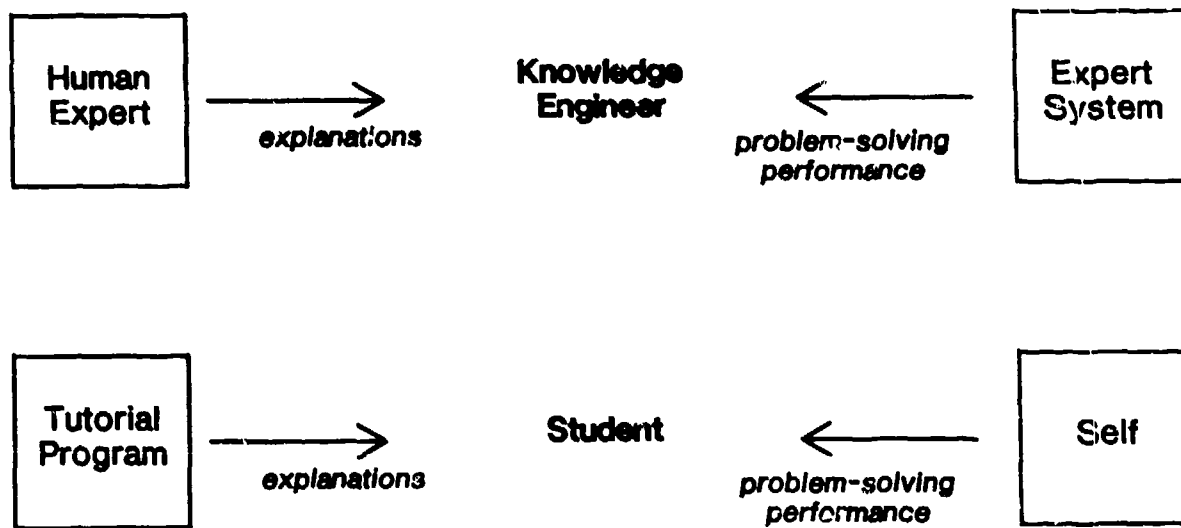 Human
Expert
explanations
Knowledge
Engineer
problem-solving
performance
Expert
System
Tutorial
Program
explanations
Student
problem-solving
performance
Self